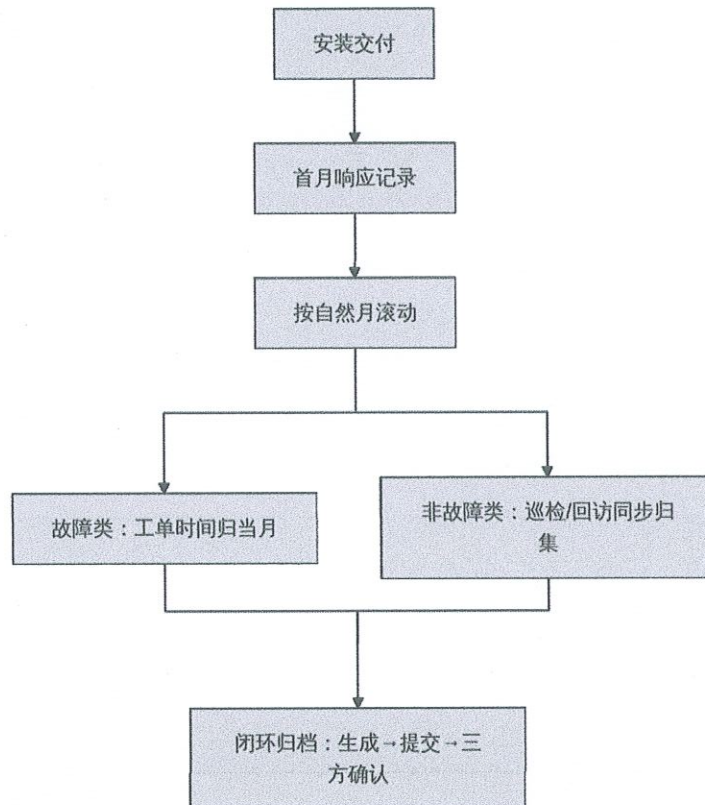 安装交付
首月响应记录
按自然月滚动
故障类：工单时间归当月
非故障类：巡检/回访同步归
集
闭环归档：生成→提交→三
方确认